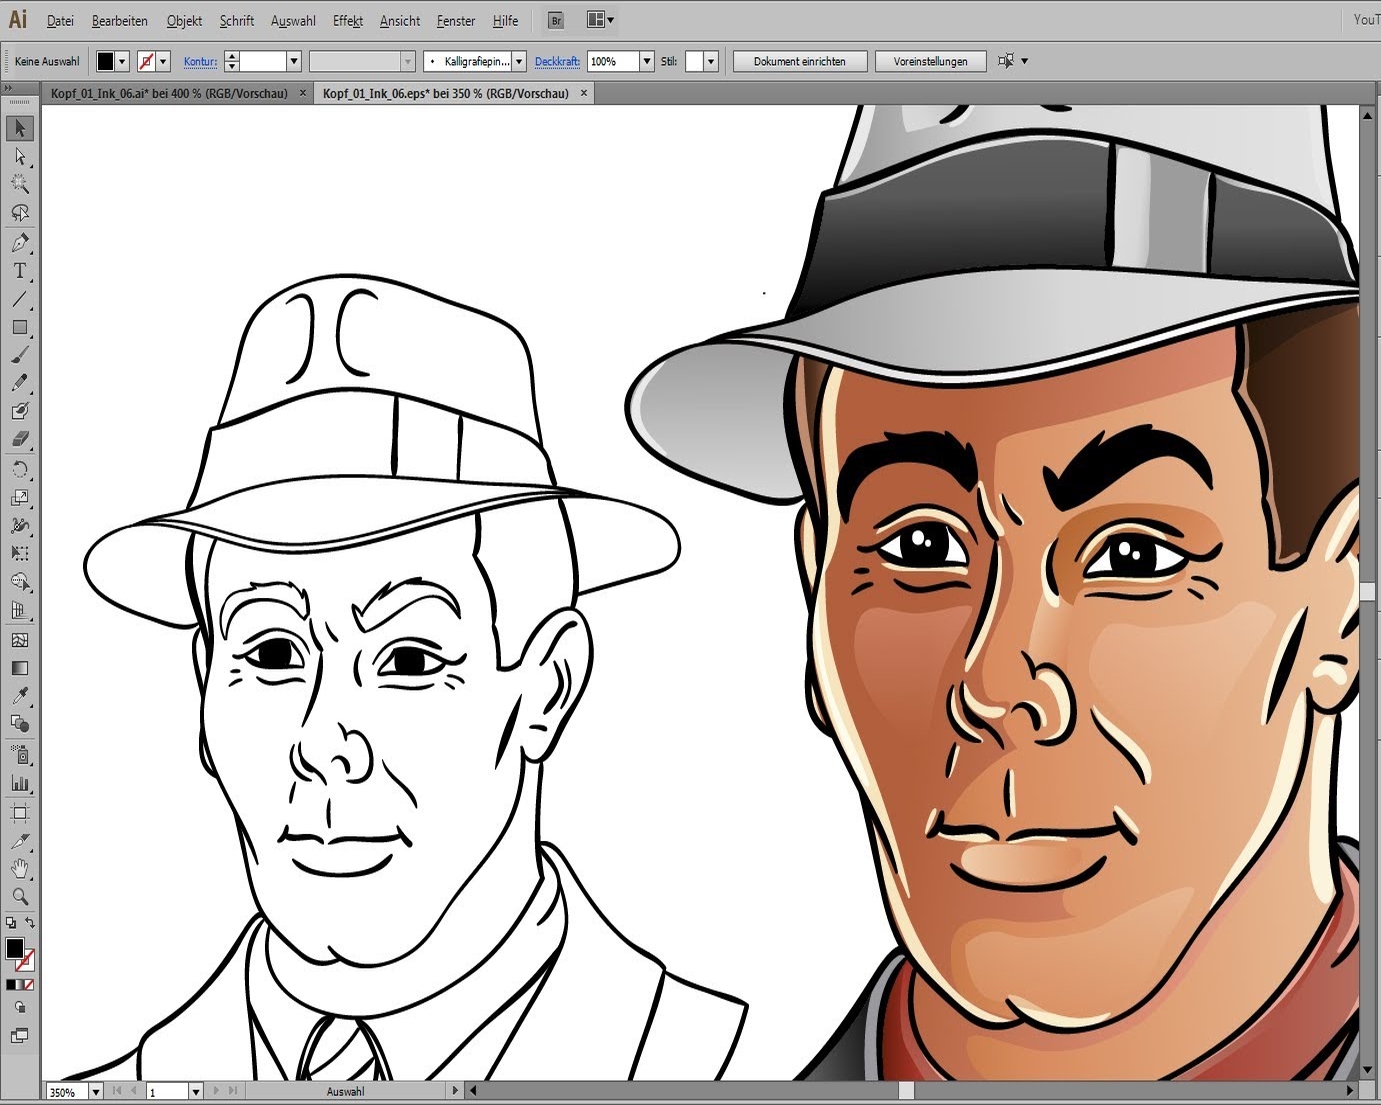 Ai Datei Bearbeiten Objekt Schrift Auswahl Effekt Ansicht Fenster Hilfe Br YouT
Keine Auswahl Kontur: Kalligrafiepin... Deckkraft: 100% Stil: Dokument einrichten Voreinstellungen
Kopf_01_Ink_06.ai* bei 400 % (RGB/Vorschau) × Kopf_01_Ink_06.eps* bei 350 % (RGB/Vorschau) ×
T
350% 1 Auswahl